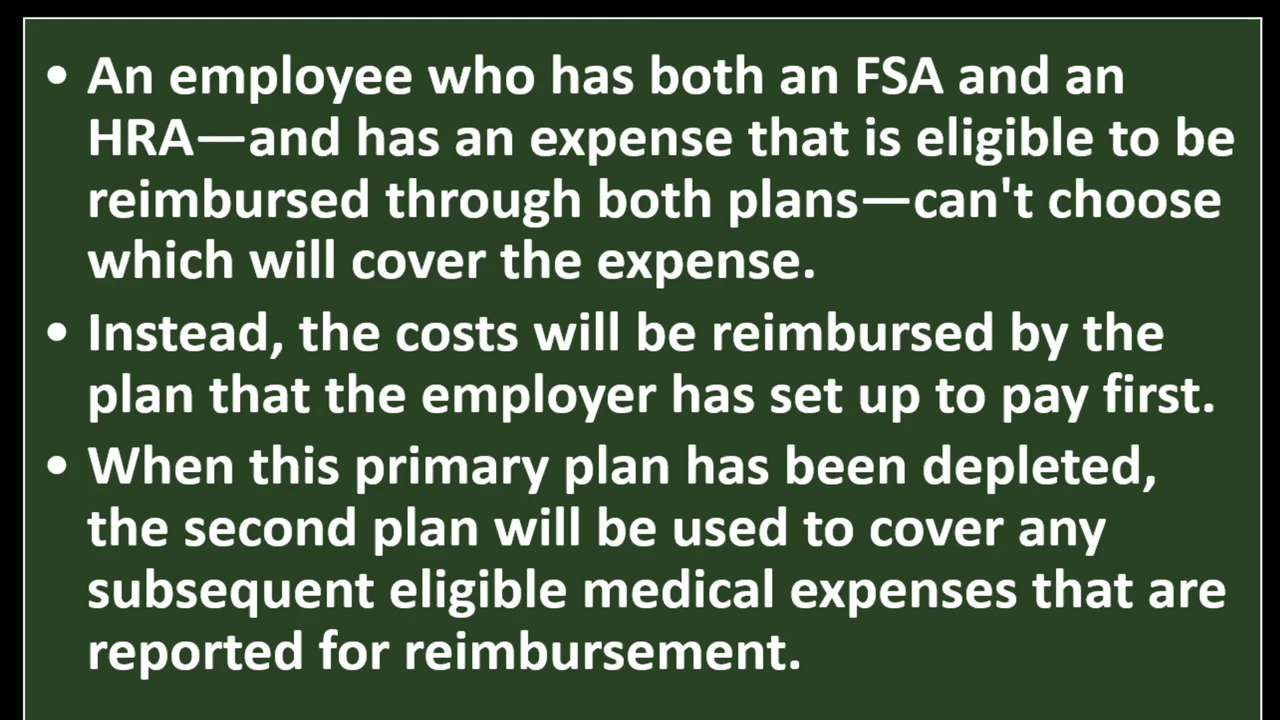 • An employee who has both an FSA and an
HRA—and has an expense that is eligible to be
reimbursed through both plans—can't choose
which will cover the expense.
• Instead, the costs will be reimbursed by the
plan that the employer has set up to pay first.
• When this primary plan has been depleted,
the second plan will be used to cover any
subsequent eligible medical expenses that are
reported for reimbursement.